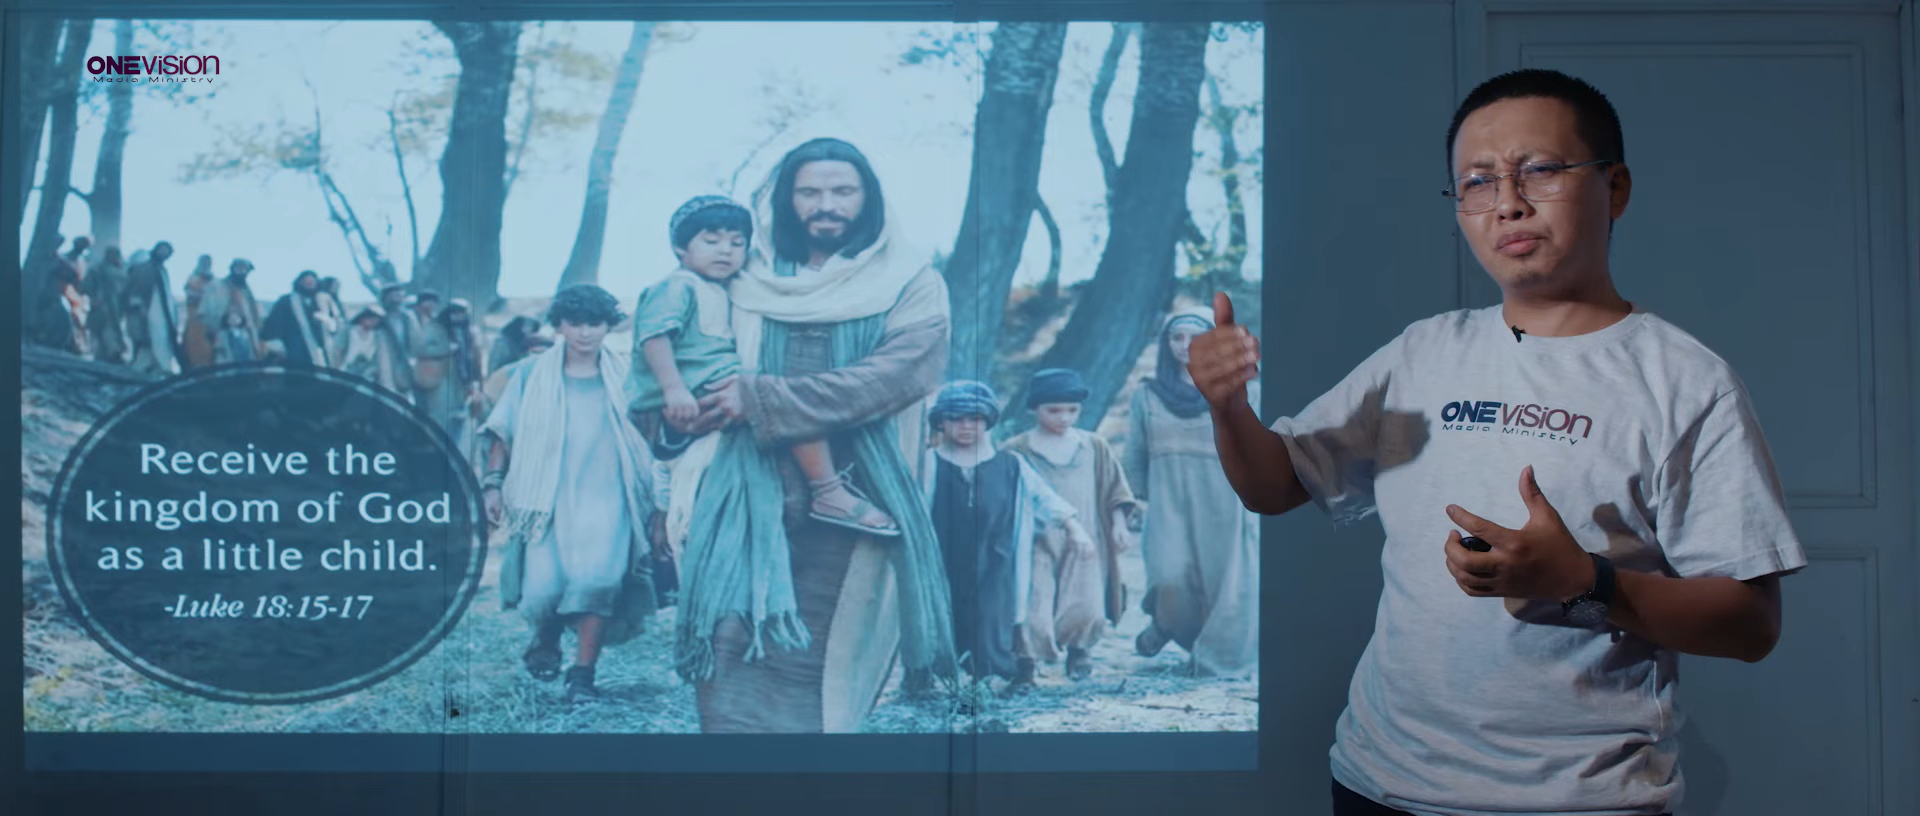 ONEVISION
Media Ministry
Receive the
kingdom of God
as a little child.
-Luke 18:15-17
ONEVISION
Media Ministry